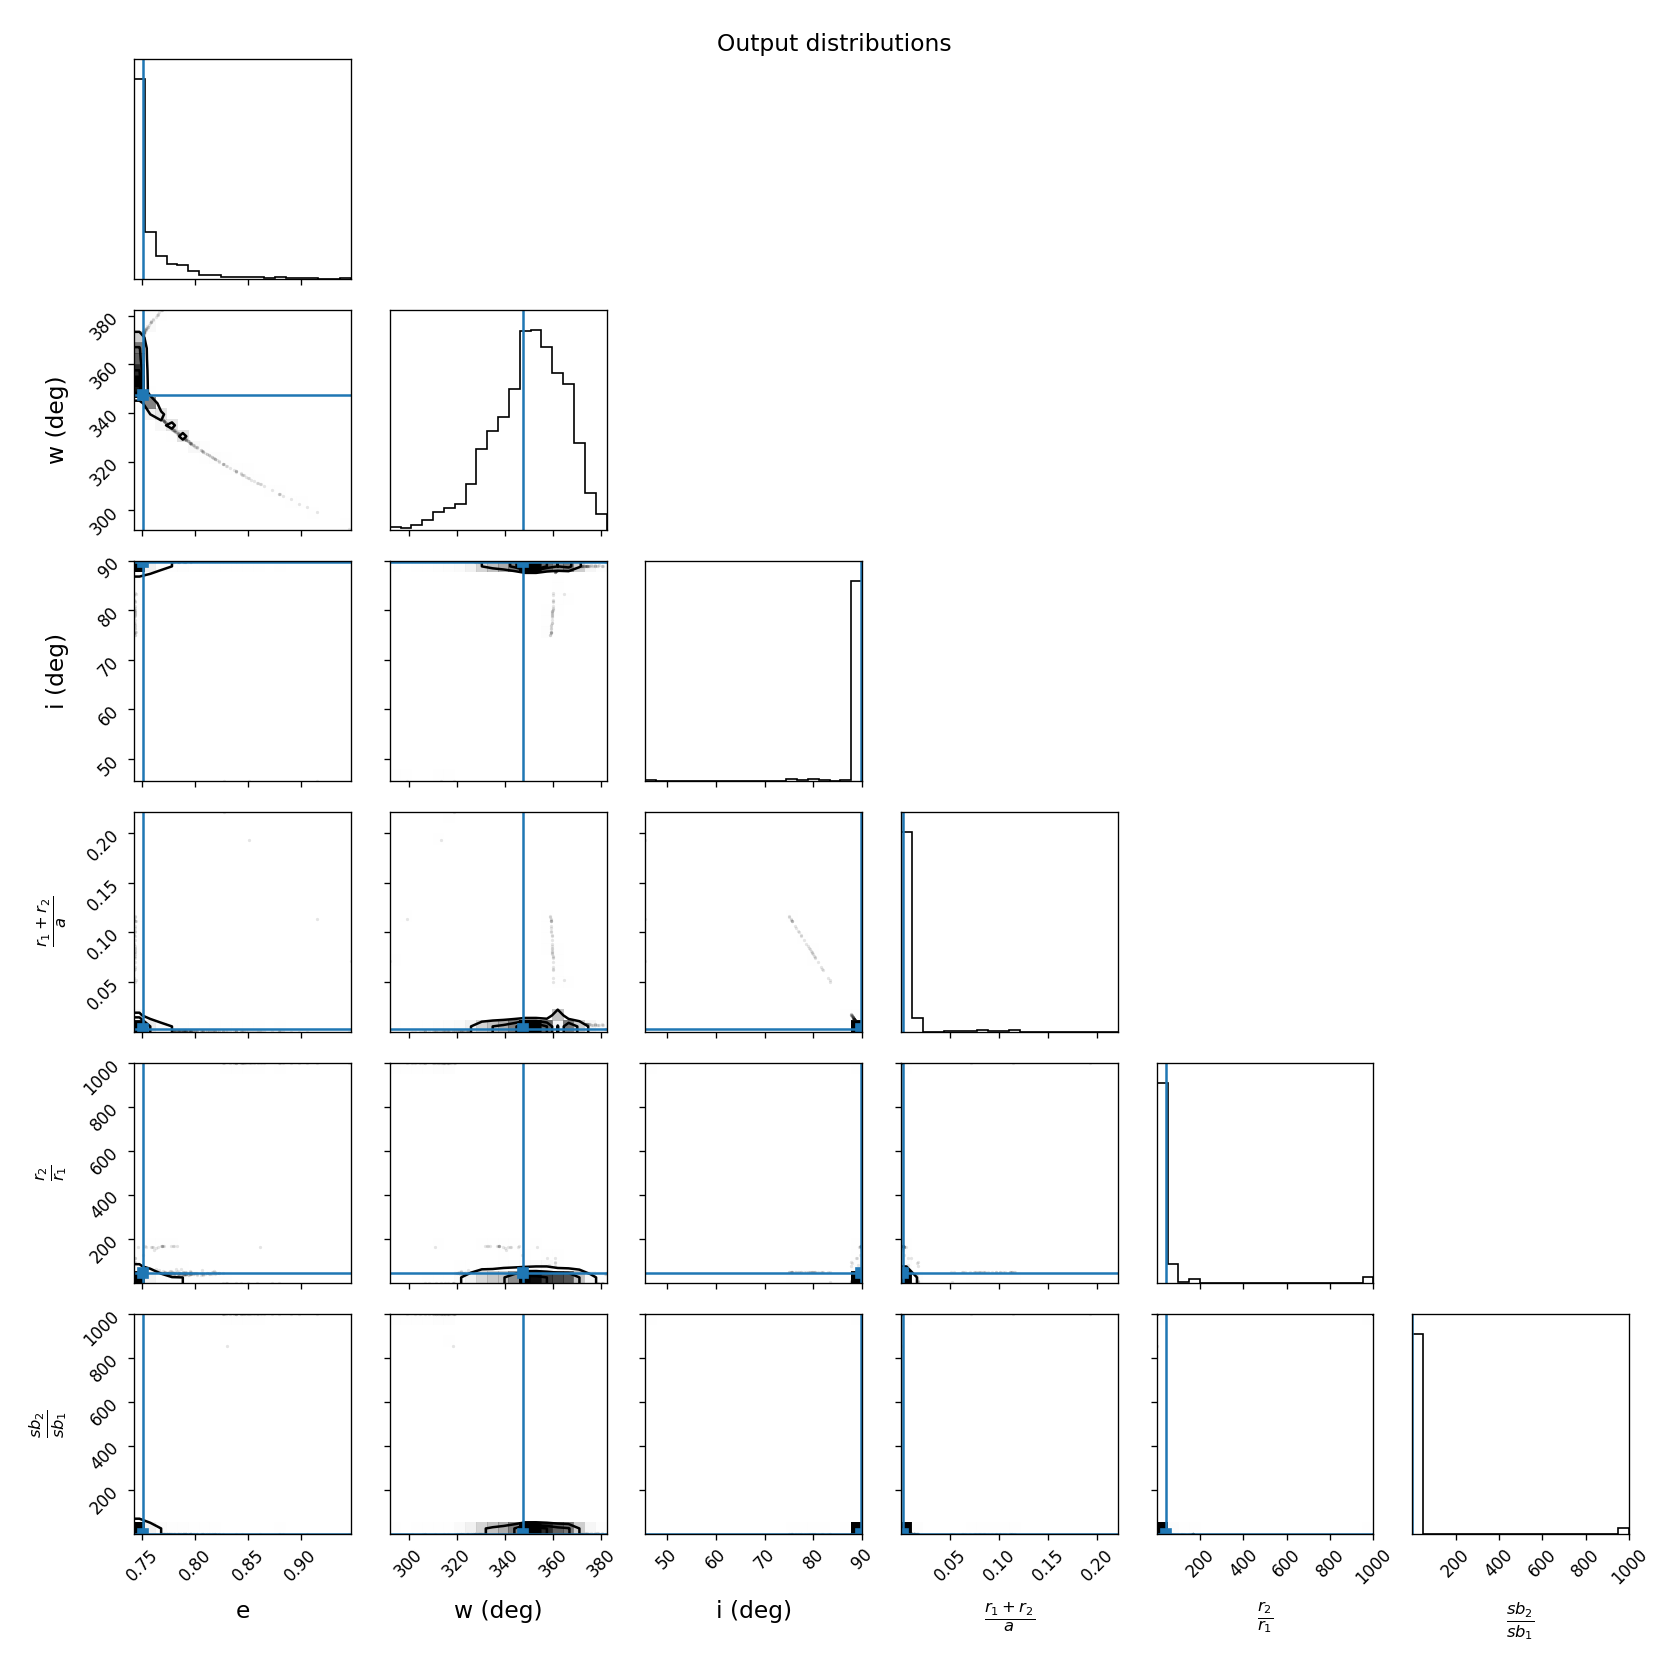 Output distributions
380
360
340
320
300
w (deg)
90
80
70
60
50
i (deg)
0.20
0.15
0.10
0.05
r1 + r2
a
1000
800
600
400
200
r2
r1
1000
800
600
400
200
sb2
sb1
0.75 0.80 0.85 0.90
300 320 340 360 380
50 60 70 80 90
0.05 0.10 0.15 0.20
200 400 600 800 1000
200 400 600 800 1000
e
w (deg)
i (deg)
r1 + r2
a
r2
r1
sb2
sb1